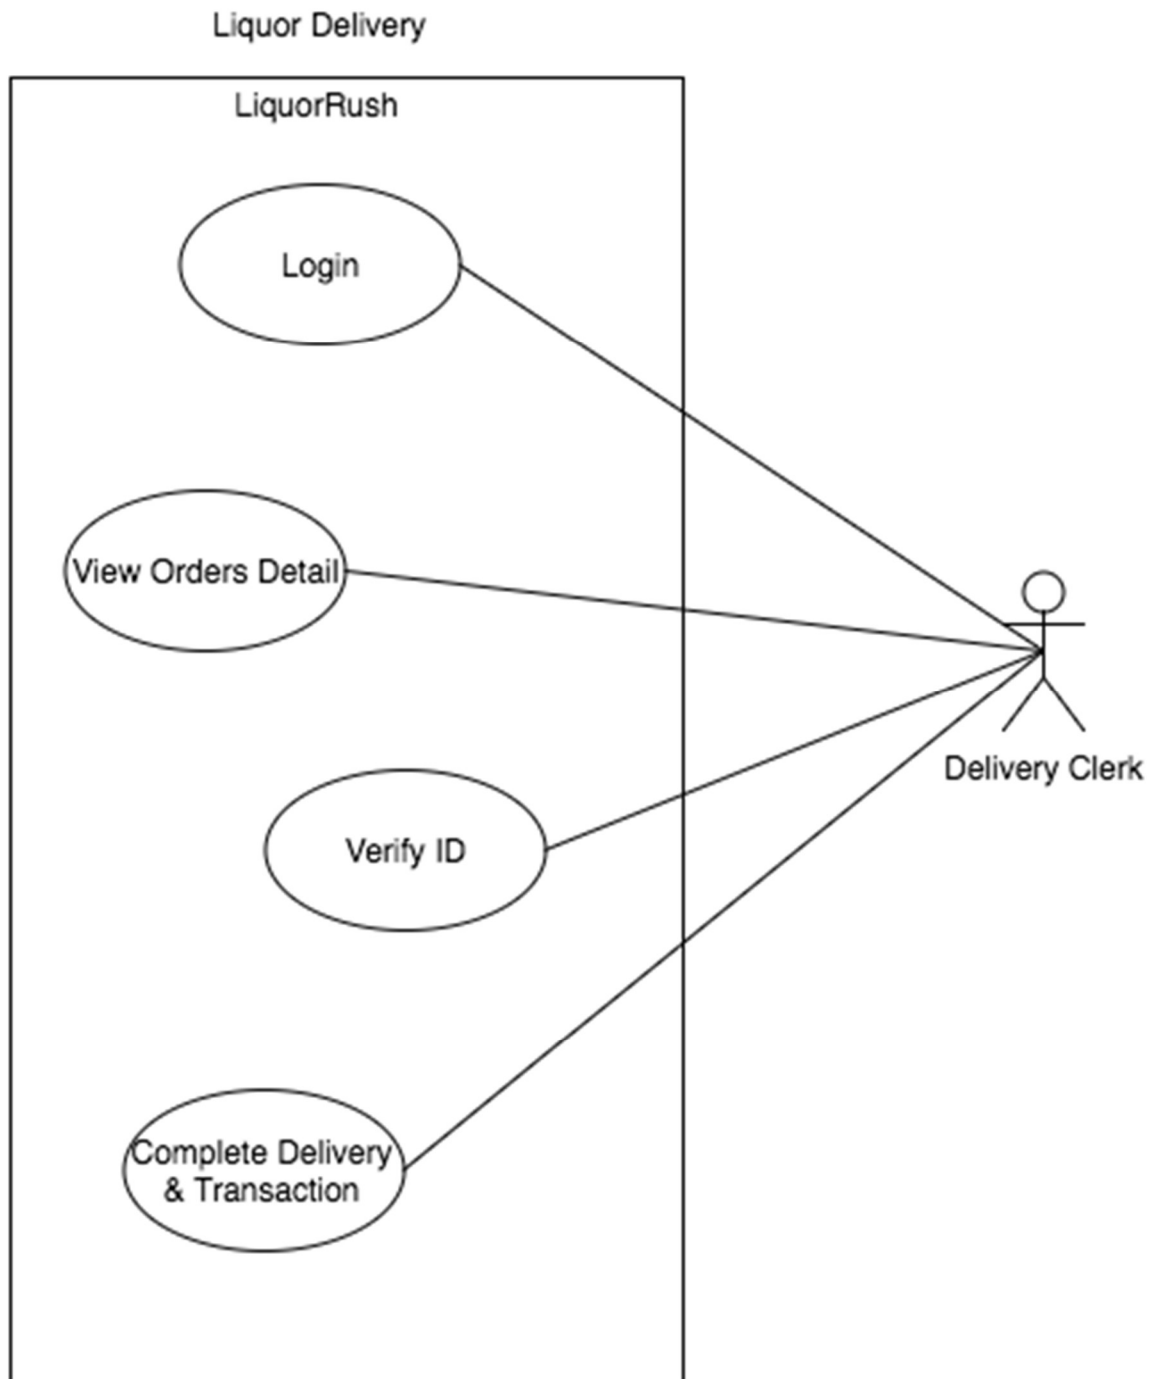 Liquor Delivery
LiquorRush
Login
View Orders Detail
Delivery Clerk
Verify ID
Complete Delivery
& Transaction